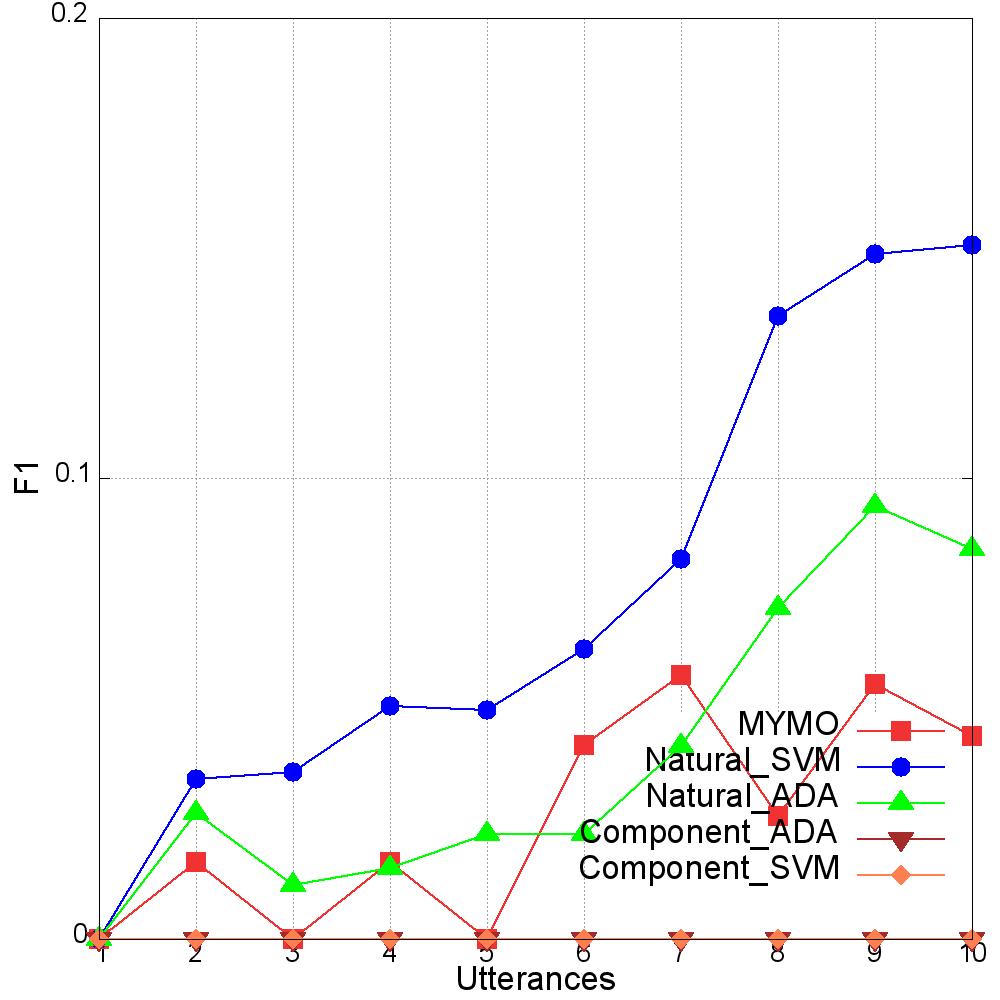 0.2
0.1
0
F1
1 2 3 4 5 6 7 8 9 10
Utterances
MYMO
Natural_SVM
Natural_ADA
Component_ADA
Component_SVM